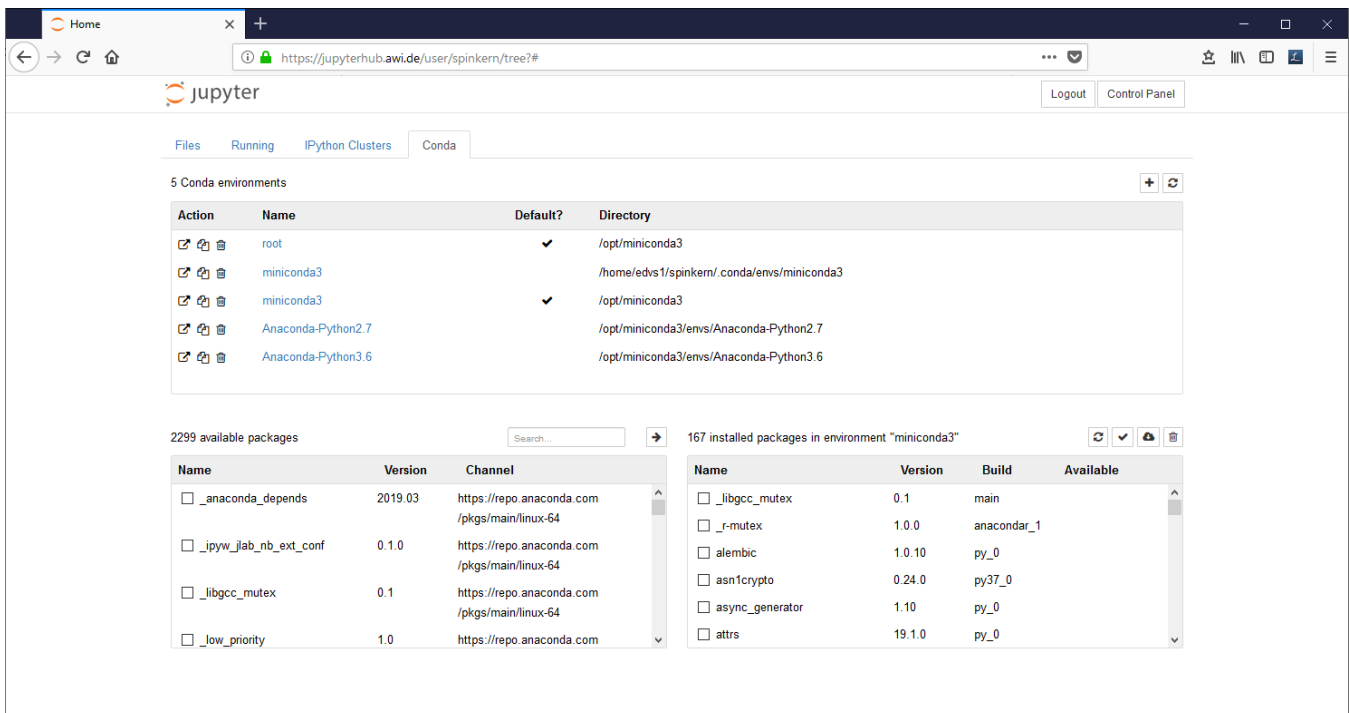 Home
https://jupyterhub.awi.de/user/spinkern/tree?#
jupyter
Logout Control Panel
Files Running IPython Clusters Conda
5 Conda environments
Action Name Default? Directory
root /opt/miniconda3
miniconda3 /home/edvs1/spinkern/.conda/envs/miniconda3
miniconda3 /opt/miniconda3
Anaconda-Python2.7 /opt/miniconda3/envs/Anaconda-Python2.7
Anaconda-Python3.6 /opt/miniconda3/envs/Anaconda-Python3.6
2299 available packages Search...
Name Version Channel
_anaconda_depends 2019.03 https://repo.anaconda.com
/pkgs/main/linux-64
_ipyw_jlab_nb_ext_conf 0.1.0 https://repo.anaconda.com
/pkgs/main/linux-64
_libgcc_mutex 0.1 https://repo.anaconda.com
/pkgs/main/linux-64
_low_priority 1.0 https://repo.anaconda.com
167 installed packages in environment "miniconda3"
Name Version Build Available
_libgcc_mutex 0.1 main
_r-mutex 1.0.0 anacondar_1
alembic 1.0.10 py_0
asn1crypto 0.24.0 py37_0
async_generator 1.10 py_0
attrs 19.1.0 py_0